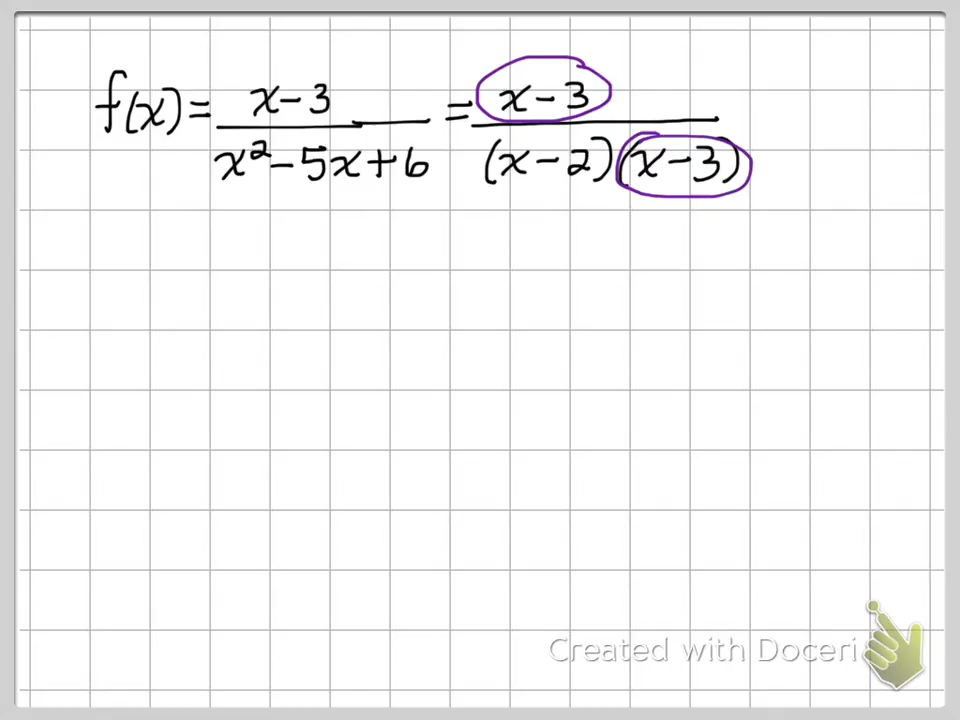 f(x) = x-3 / x²-5x+6 = x-3 / (x-2)(x-3)
Created with Doceri